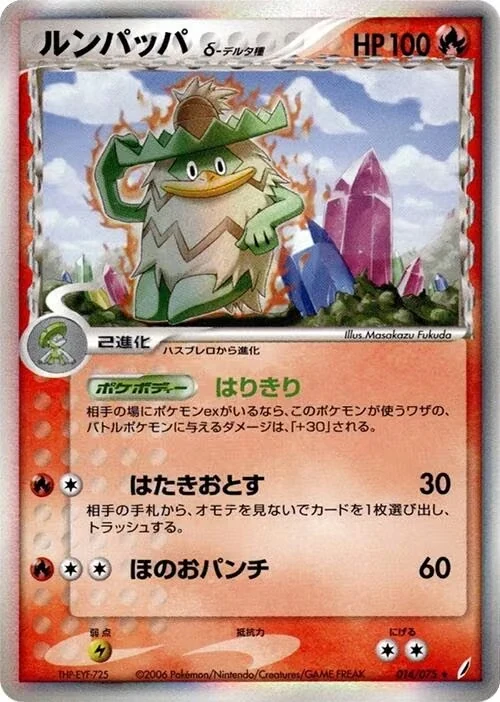 ルンパッパ δ-デルタ種 HP100
Illus.Masakazu Fukuda
2進化 ハスブレロから進化
ポケボディー はりきり
相手の場にポケモンexがいるなら、このポケモンが使うワザの、
バトルポケモンに与えるダメージは、「+30」される。
はたきおとす 30
相手の手札から、オモテを見ないでカードを1枚選び出し、
トラッシュする。
ほのおパンチ 60
弱点 抵抗力 にげる
THP-EYF-725 ©2006 Pokémon/Nintendo/Creatures/GAME FREAK 014/075 ★